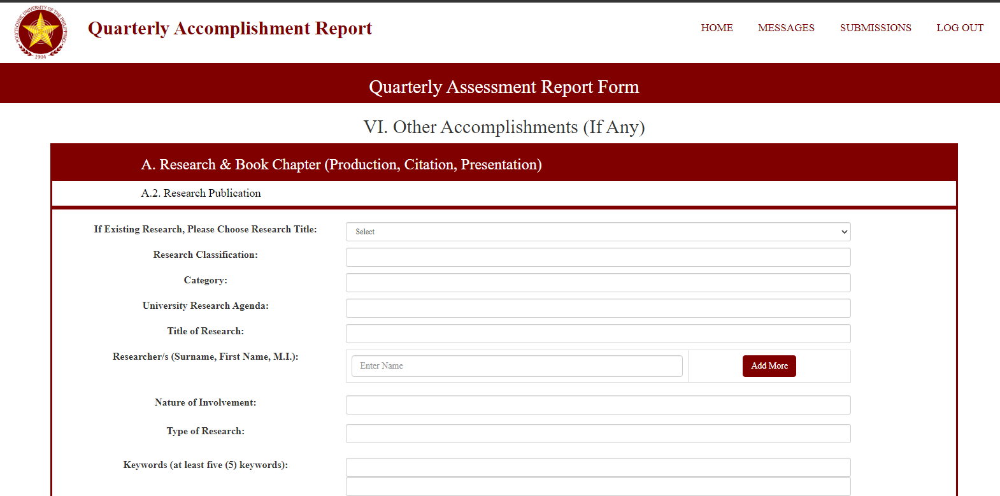 POLYTECHNIC UNIVERSITY OF THE PHILIPPINES
1904
Quarterly Accomplishment Report
HOME MESSAGES SUBMISSIONS LOG OUT
Quarterly Assessment Report Form
VI. Other Accomplishments (If Any)
A. Research & Book Chapter (Production, Citation, Presentation)
A.2. Research Publication
If Existing Research, Please Choose Research Title: Select
Research Classification:
Category:
University Research Agenda:
Title of Research:
Researcher/s (Surname, First Name, M.I.): Enter Name Add More
Nature of Involvement:
Type of Research:
Keywords (at least five (5) keywords):